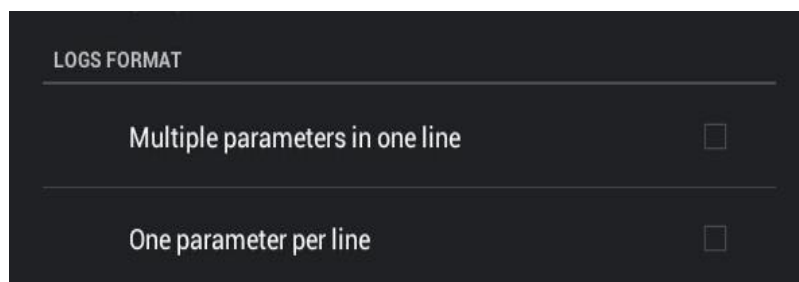 LOGS FORMAT
Multiple parameters in one line
One parameter per line